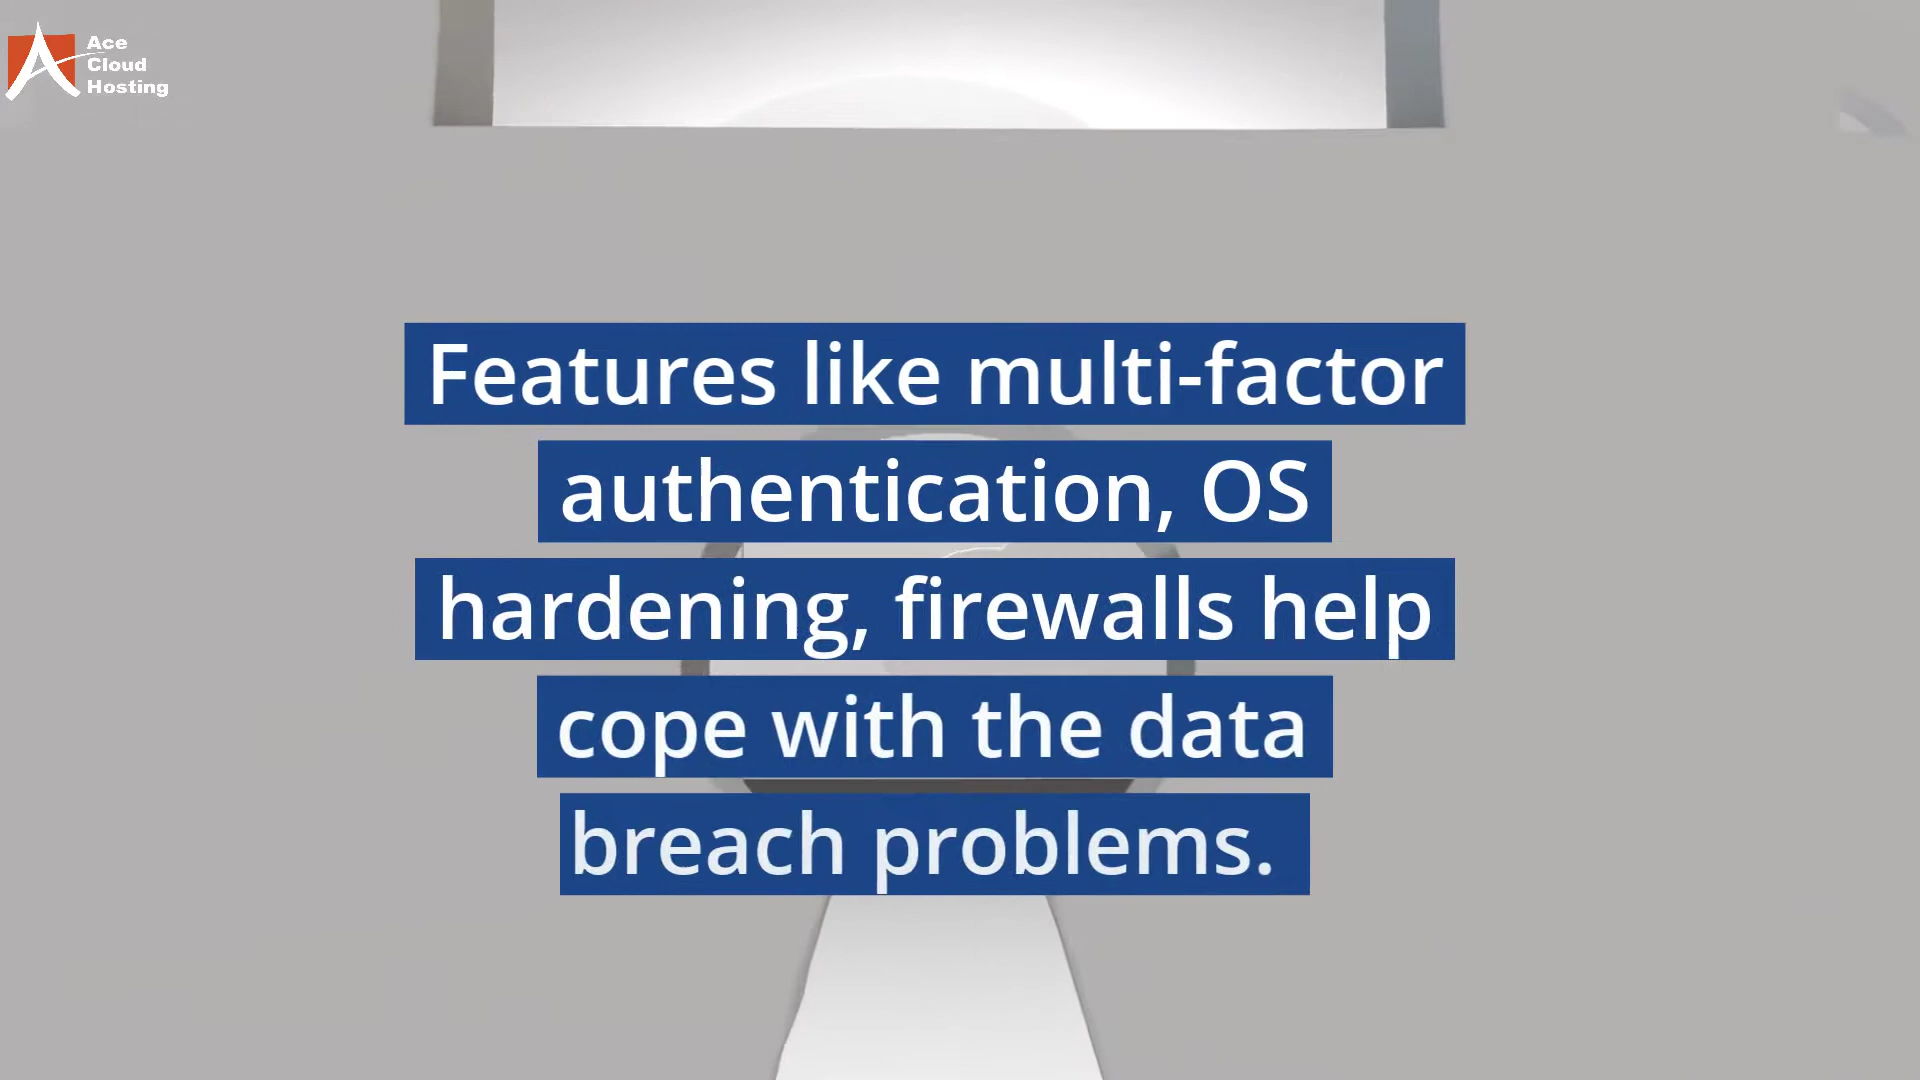 Ace
Cloud
Hosting
Features like multi-factor
authentication, OS
hardening, firewalls help
cope with the data
breach problems.